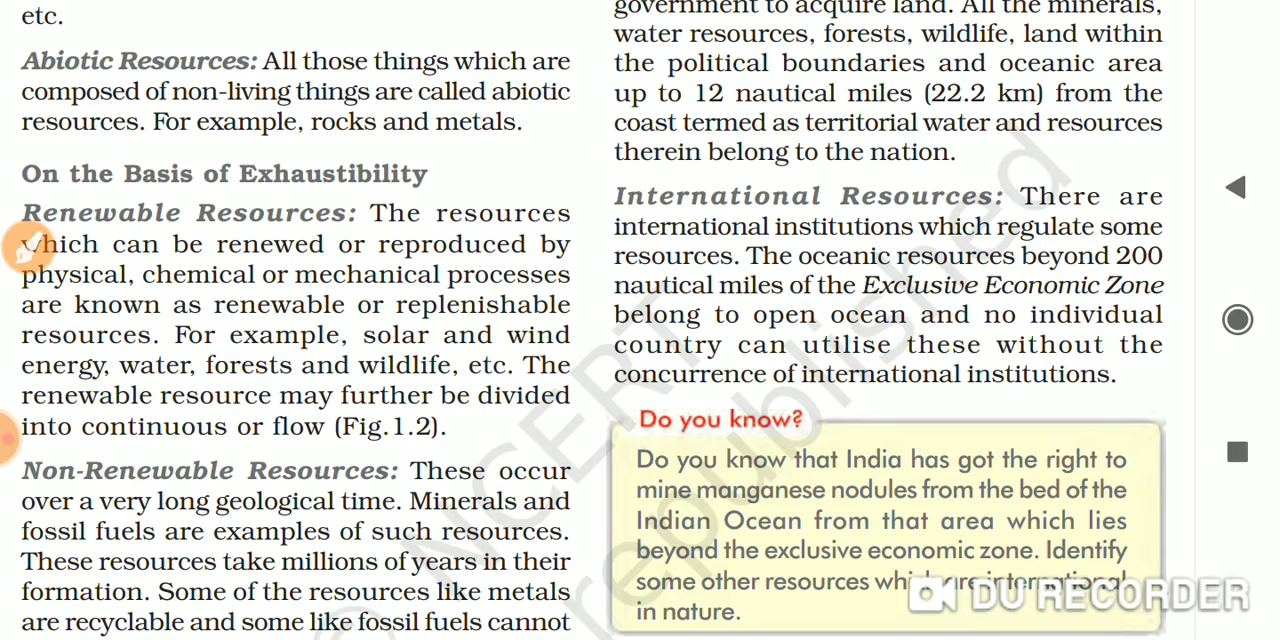 etc.
Abiotic Resources: All those things which are
composed of non-living things are called abiotic
resources. For example, rocks and metals.
On the Basis of Exhaustibility
Renewable Resources: The resources
which can be renewed or reproduced by
physical, chemical or mechanical processes
are known as renewable or replenishable
resources. For example, solar and wind
energy, water, forests and wildlife, etc. The
renewable resource may further be divided
into continuous or flow (Fig.1.2).
Non-Renewable Resources: These occur
over a very long geological time. Minerals and
fossil fuels are examples of such resources.
These resources take millions of years in their
formation. Some of the resources like metals
are recyclable and some like fossil fuels cannot
government to acquire land. All the minerals,
water resources, forests, wildlife, land within
the political boundaries and oceanic area
up to 12 nautical miles (22.2 km) from the
coast termed as territorial water and resources
therein belong to the nation.
International Resources: There are
international institutions which regulate some
resources. The oceanic resources beyond 200
nautical miles of the Exclusive Economic Zone
belong to open ocean and no individual
country can utilise these without the
concurrence of international institutions.
Do you know?
Do you know that India has got the right to
mine manganese nodules from the bed of the
Indian Ocean from that area which lies
beyond the exclusive economic zone. Identify
some other resources which are international
in nature.
© NCERT
republished
DU RECORDER